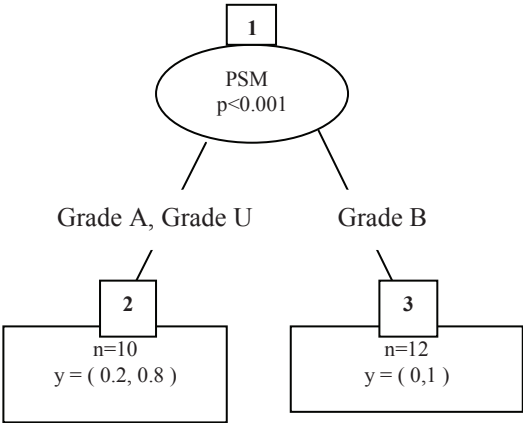 1
PSM
p<0.001
Grade A, Grade U
Grade B
2
n=10
y = ( 0.2, 0.8 )
3
n=12
y = ( 0,1 )